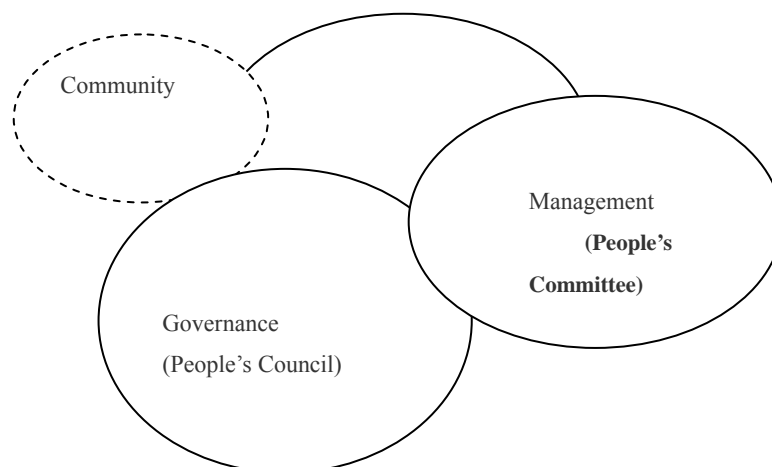 Community
Management
(People’s
Committee)
Governance
(People’s Council)